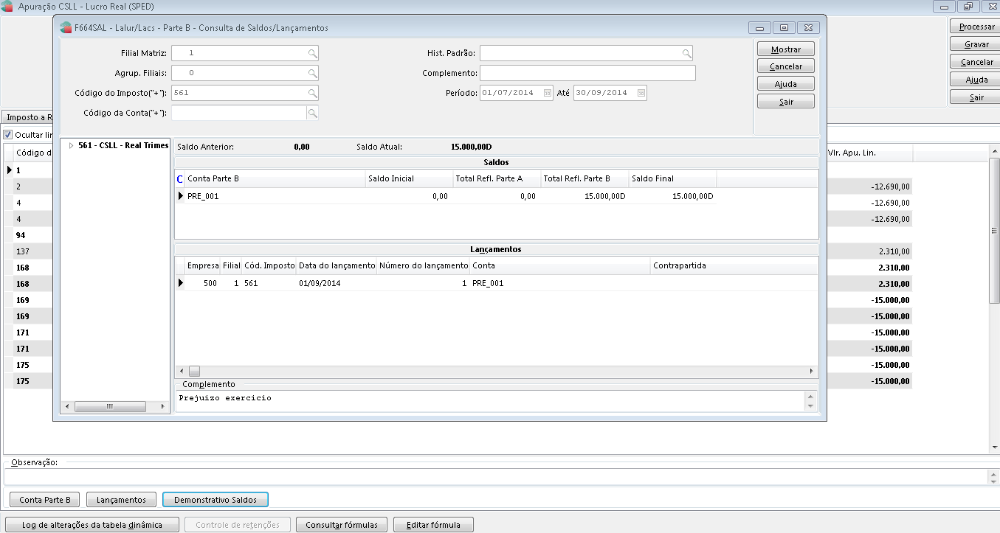 Apuração CSLL - Lucro Real (SPED)
F664SAL - Lalur/Lacs - Parte B - Consulta de Saldos/Lançamentos
Filial Matriz: 1
Agrup. Filiais: 0
Código do Imposto("+"): 561
Código da Conta("+"):
Hist. Padrão:
Complemento:
Período: 01/07/2014 Até 30/09/2014
Mostrar
Cancelar
Ajuda
Sair
Processar
Gravar
Cancelar
Ajuda
Sair
Imposto a R
Ocultar lin
Código d
1
2
4
4
94
137
168
168
169
169
171
171
175
175
561 - CSLL - Real Trimes
Saldo Anterior: 0,00 Saldo Atual: 15.000,00D
Saldos
C Conta Parte B Saldo Inicial Total Refl. Parte A Total Refl. Parte B Saldo Final
PRE_001 0,00 0,00 15.000,00D 15.000,00D
Lançamentos
Empresa Filial Cód. Imposto Data do lançamento Número do lançamento Conta Contrapartida
500 1 561 01/09/2014 1 PRE_001
Complemento
Prejuizo exercicio
Vlr. Apu. Lin.
-12.690,00
-12.690,00
-12.690,00
2.310,00
2.310,00
2.310,00
-15.000,00
-15.000,00
-15.000,00
-15.000,00
-15.000,00
-15.000,00
Observação:
Conta Parte B Lançamentos Demonstrativo Saldos
Log de alterações da tabela dinâmica Controle de retenções Consultar fórmulas Editar fórmula